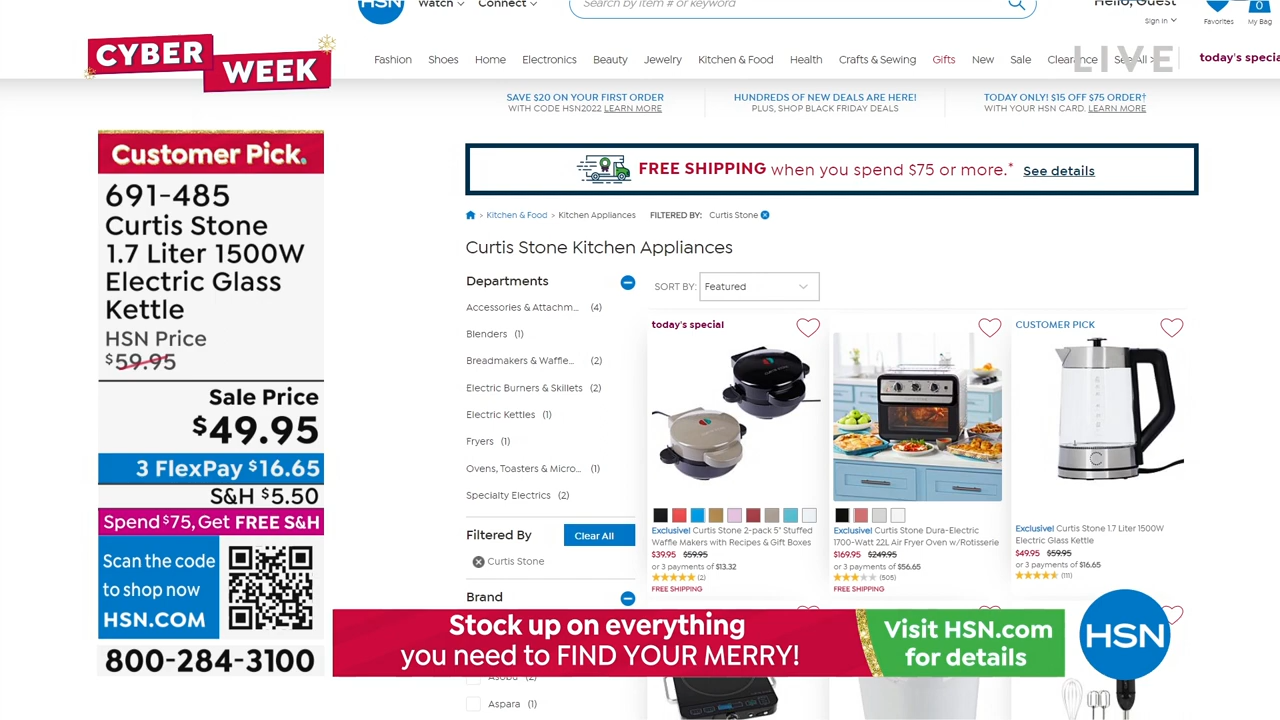 HSN
Watch
Connect
Search by item # or keyword
Hello, Guest
Sign In
Favorites
0
My Bag
CYBER
WEEK
Fashion
Shoes
Home
Electronics
Beauty
Jewelry
Kitchen & Food
Health
Crafts & Sewing
Gifts
New
Sale
Clearance
See All >
LIVE
today's specia
SAVE $20 ON YOUR FIRST ORDER
WITH CODE HSN2022 LEARN MORE
HUNDREDS OF NEW DEALS ARE HERE!
PLUS, SHOP BLACK FRIDAY DEALS
TODAY ONLY! $15 OFF $75 ORDER†
WITH YOUR HSN CARD. LEARN MORE
Customer Pick.
691-485
Curtis Stone
1.7 Liter 1500W
Electric Glass
Kettle
HSN Price
$59.95
Sale Price
$49.95
3 FlexPay $16.65
S&H $5.50
Spend $75, Get FREE S&H
Scan the code
to shop now
HSN.COM
800-284-3100
FREE SHIPPING when you spend $75 or more.* See details
> Kitchen & Food > Kitchen Appliances FILTERED BY: Curtis Stone
Curtis Stone Kitchen Appliances
Departments
Accessories & Attachm... (4)
Blenders (1)
Breadmakers & Waffle... (2)
Electric Burners & Skillets (2)
Electric Kettles (1)
Fryers (1)
Ovens, Toasters & Micro... (1)
Specialty Electrics (2)
Filtered By
Clear All
Curtis Stone
Brand
Asobu (2)
Aspara (1)
SORT BY: Featured
today's special
Exclusive! Curtis Stone 2-pack 5" Stuffed
Waffle Makers with Recipes & Gift Boxes
$39.95 $59.95
or 3 payments of $13.32
(2)
FREE SHIPPING
Exclusive! Curtis Stone Dura-Electric
1700-Watt 22L Air Fryer Oven w/Rotisserie
$169.95 $249.95
or 3 payments of $56.65
(505)
FREE SHIPPING
CUSTOMER PICK
Exclusive! Curtis Stone 1.7 Liter 1500W
Electric Glass Kettle
$49.95 $59.95
or 3 payments of $16.65
(111)
Stock up on everything
you need to FIND YOUR MERRY!
Visit HSN.com
for details
HSN